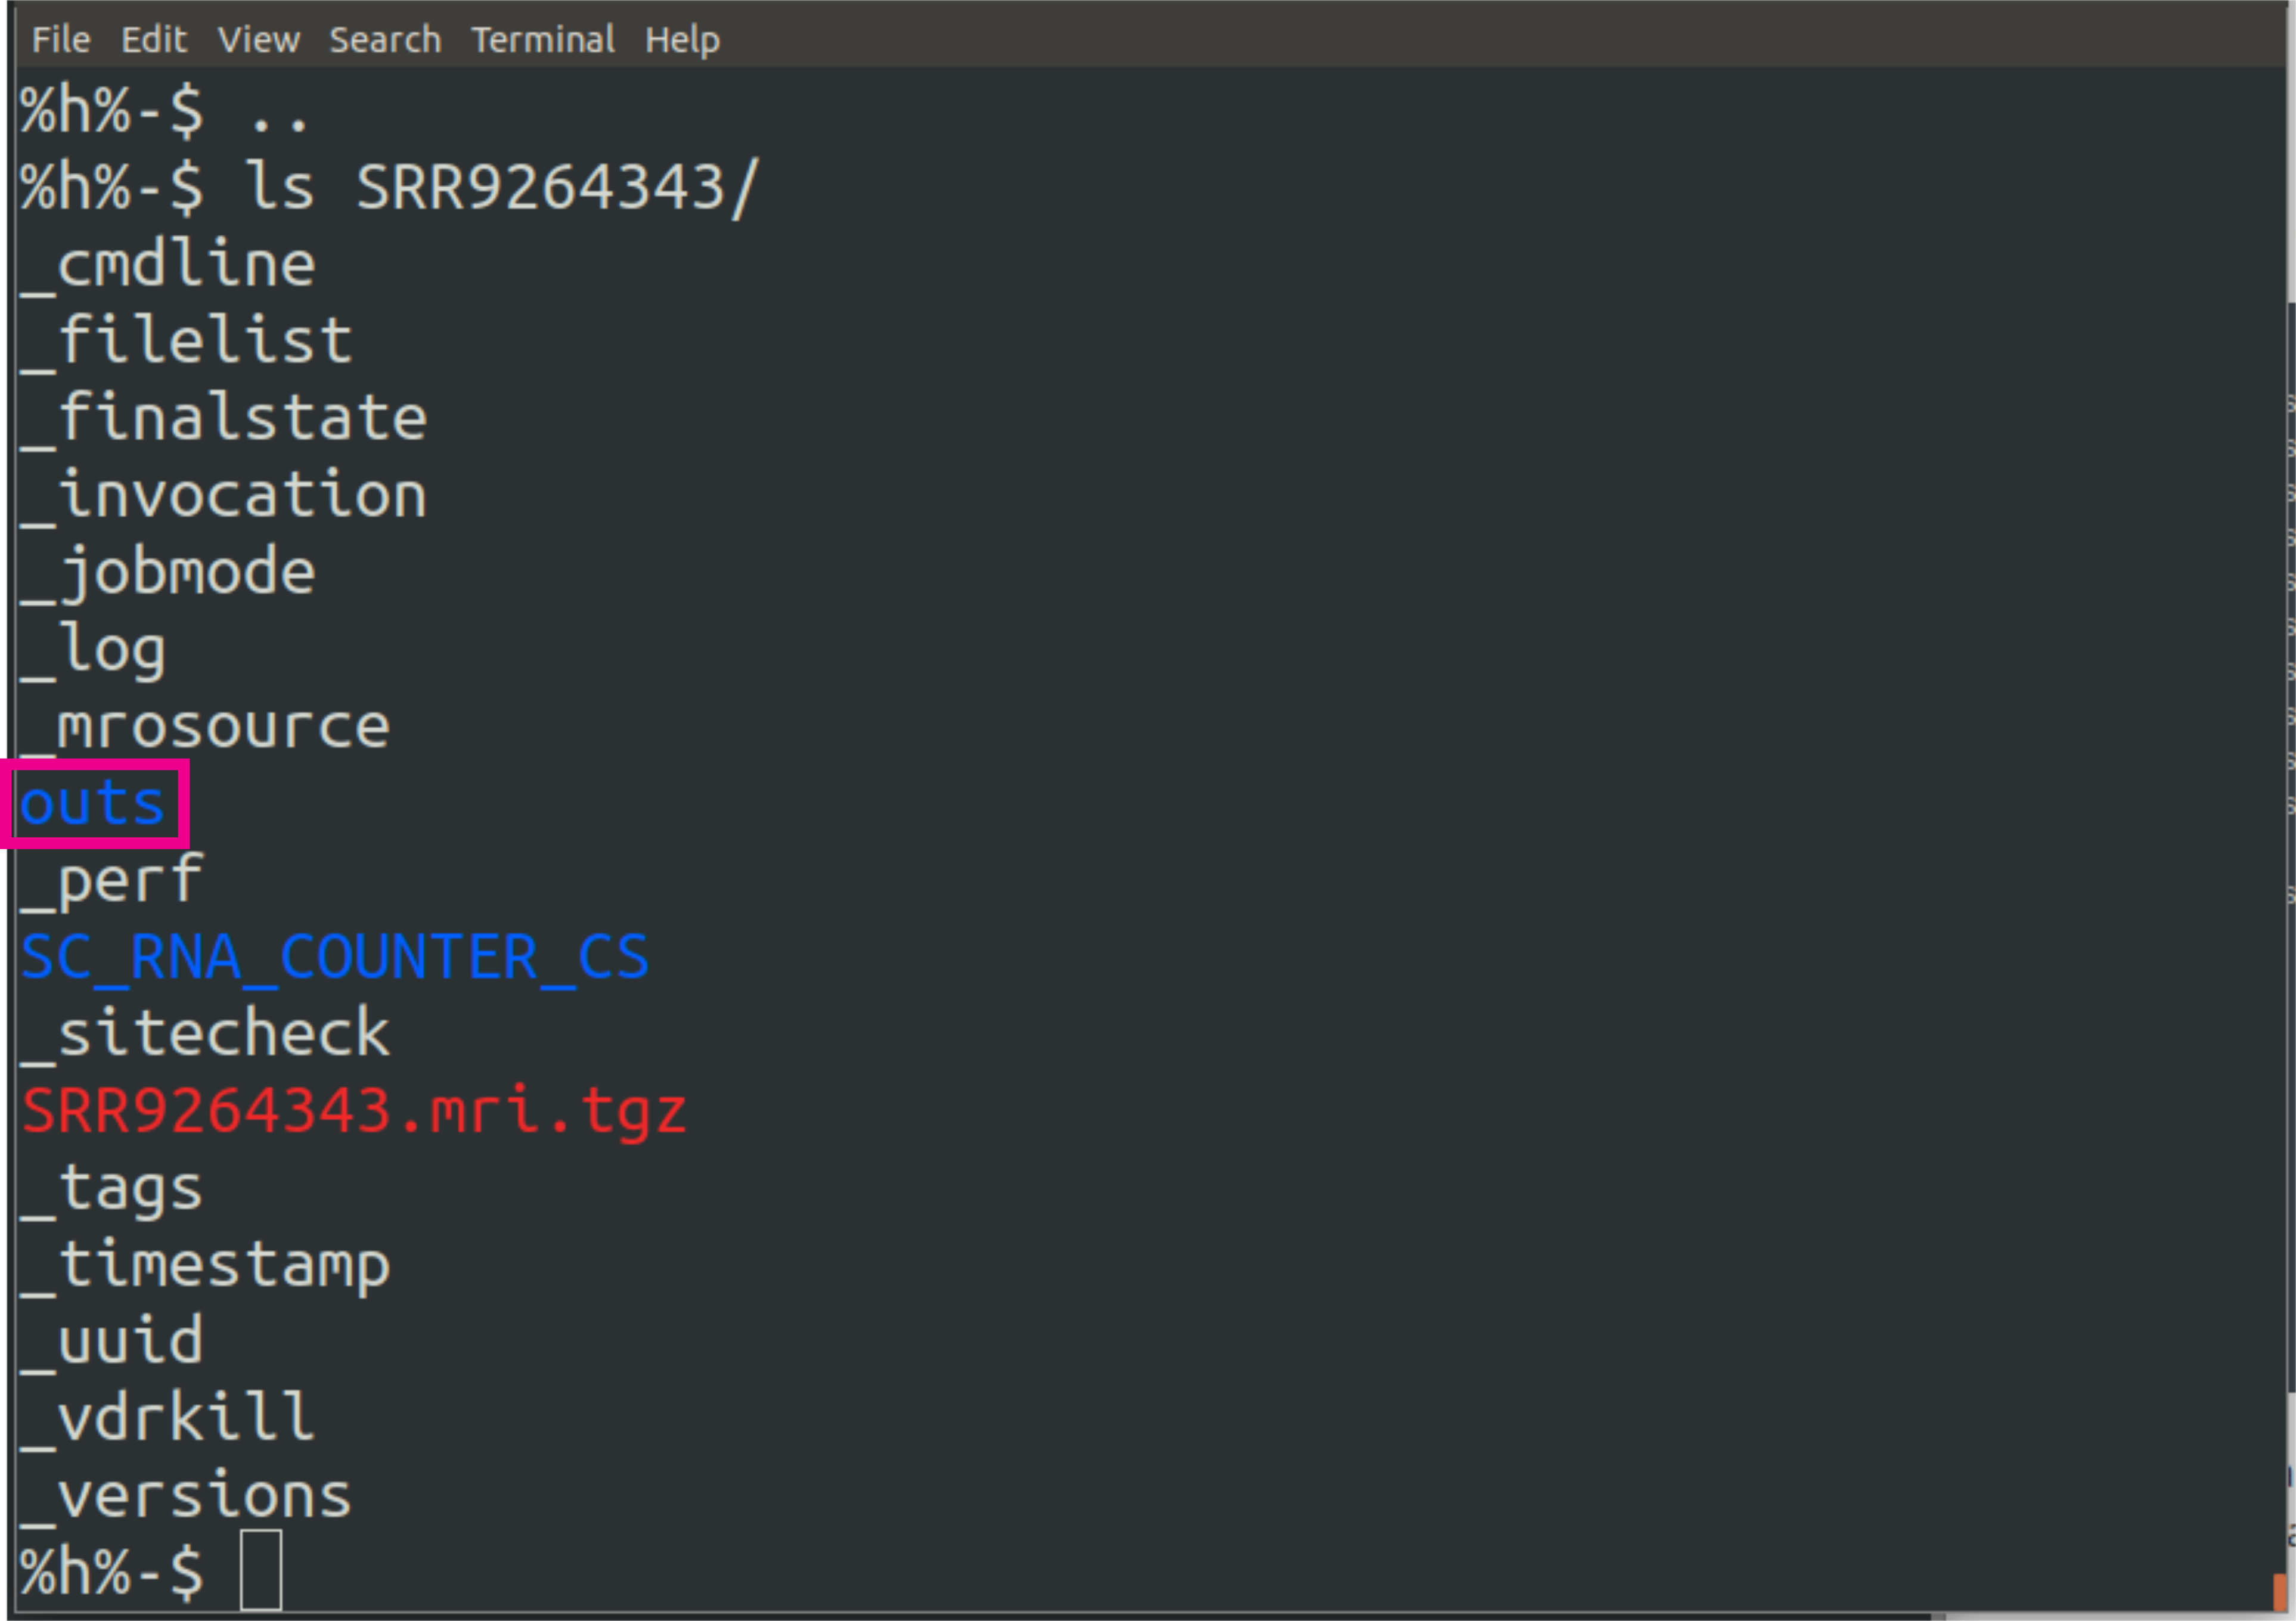 File Edit View Search Terminal Help
%h%-$ ..
%h%-$ ls SRR9264343/
_cmdline
_filelist
_finalstate
_invocation
_jobmode
_log
_mrosource
outs
_perf
SC_RNA_COUNTER_CS
_sitecheck
SRR9264343.mri.tgz
_tags
_timestamp
_uuid
_vdrkill
_versions
%h%-$